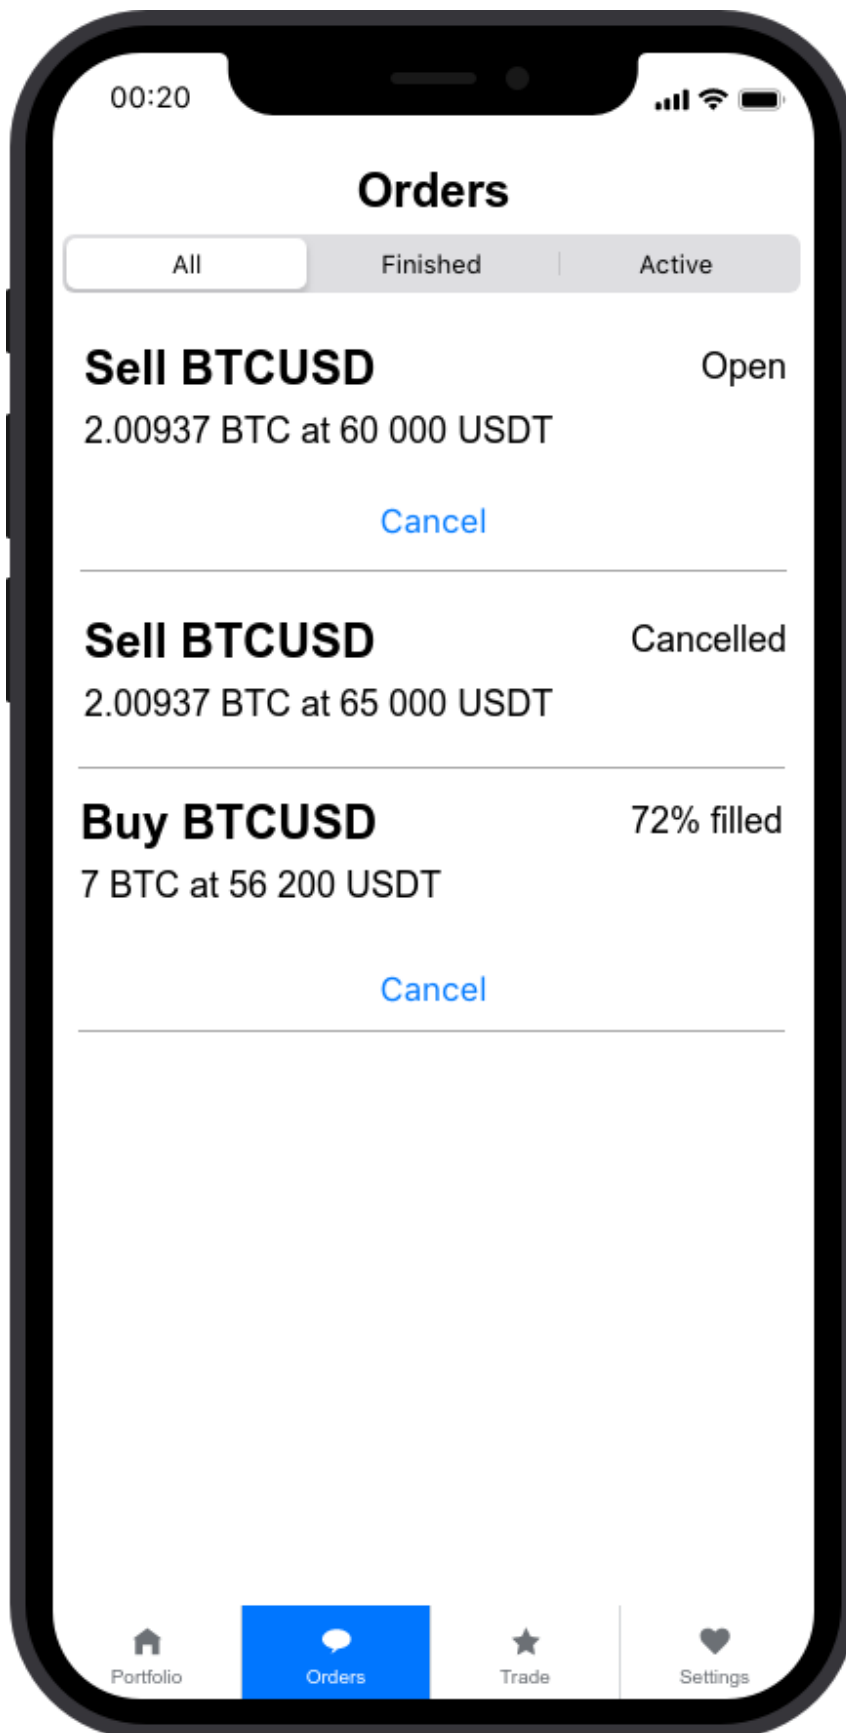 00:20
Orders
All Finished Active
Sell BTCUSD Open
2.00937 BTC at 60 000 USDT
Cancel
Sell BTCUSD Cancelled
2.00937 BTC at 65 000 USDT
Buy BTCUSD 72% filled
7 BTC at 56 200 USDT
Cancel
Portfolio Orders Trade Settings